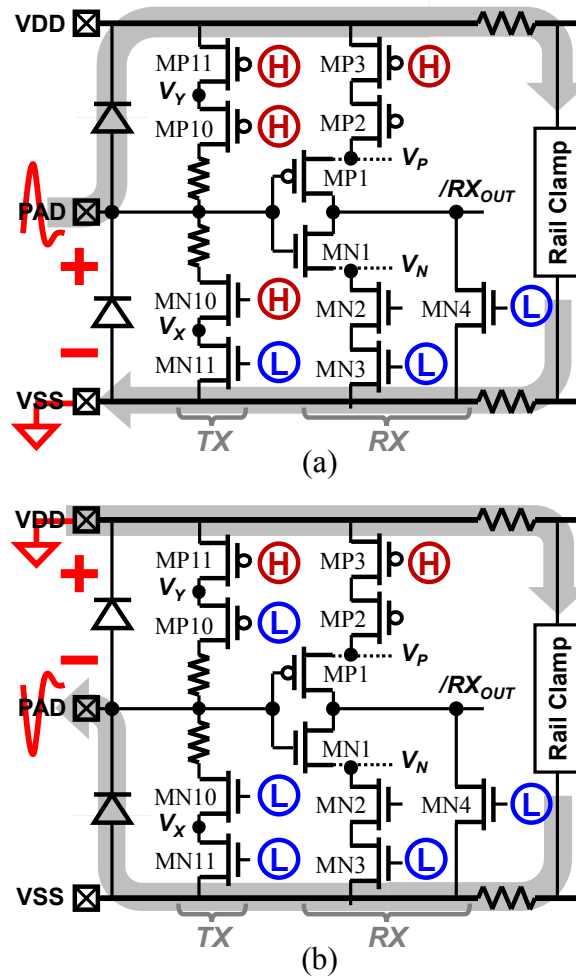 VDD
MP11 H MP3 H
VY
MP10 H MP2
VP
MP1
PAD /RXOUT
Rail Clamp
+
MN1 VN
MN10 H MN2 MN4 L
VX
−
MN11 L MN3 L
VSS
TX RX
(a)
VDD
+
MP11 H MP3 H
VY
MP10 L MP2
−
VP
MP1
PAD /RXOUT
Rail Clamp
MN1 VN
MN10 L MN2 MN4 L
VX
MN11 L MN3 L
VSS
TX RX
(b)